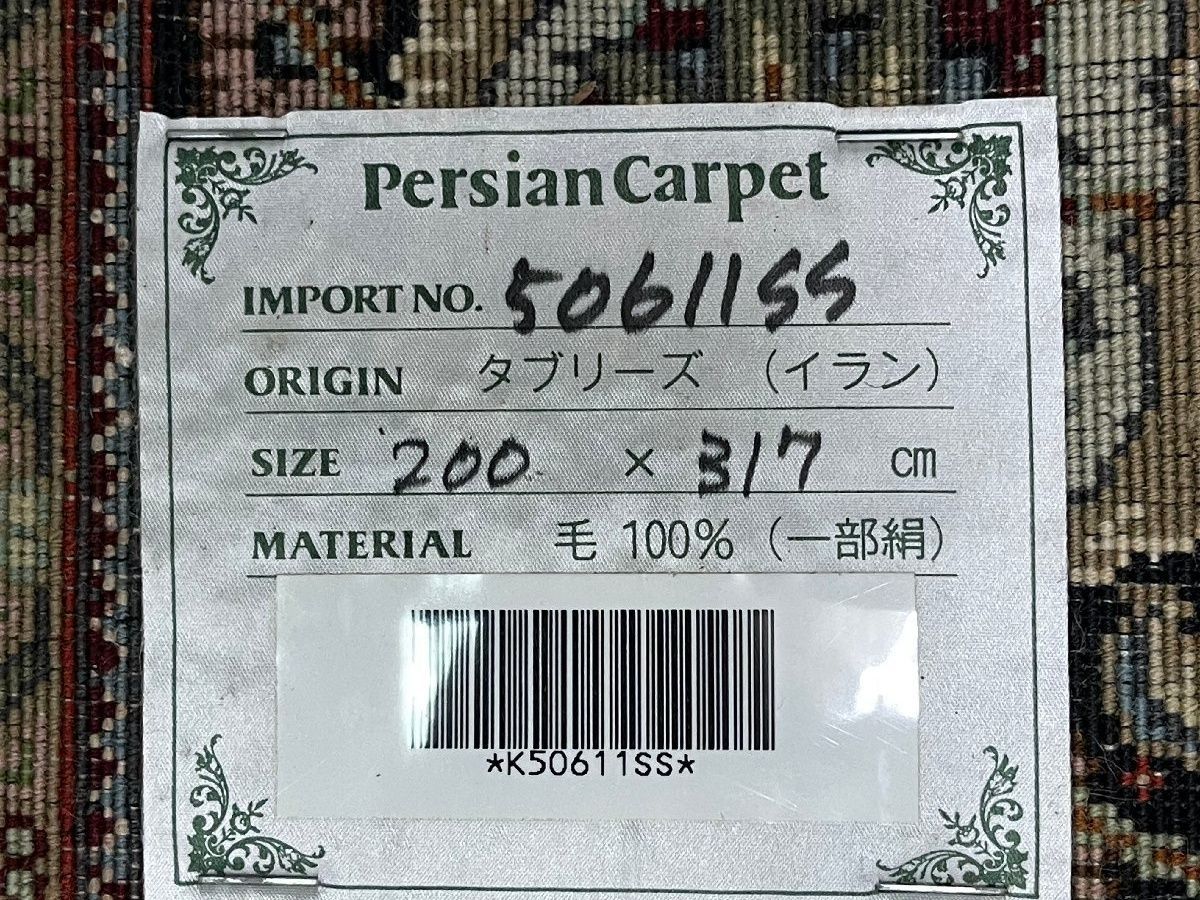 Persian Carpet
IMPORT NO. 50611SS
ORIGIN タブリーズ (イラン)
SIZE 200 × 317 cm
MATERIAL 毛 100% (一部絹)
*K50611SS*